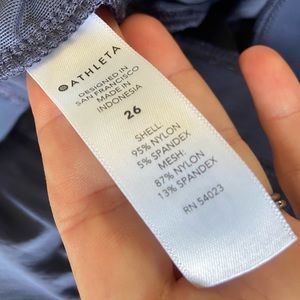 ATHLETA
DESIGNED IN
SAN FRANCISCO
MADE IN
INDONESIA
26
SHELL:
95% NYLON
5% SPANDEX
MESH:
87% NYLON
13% SPANDEX
RN 54023